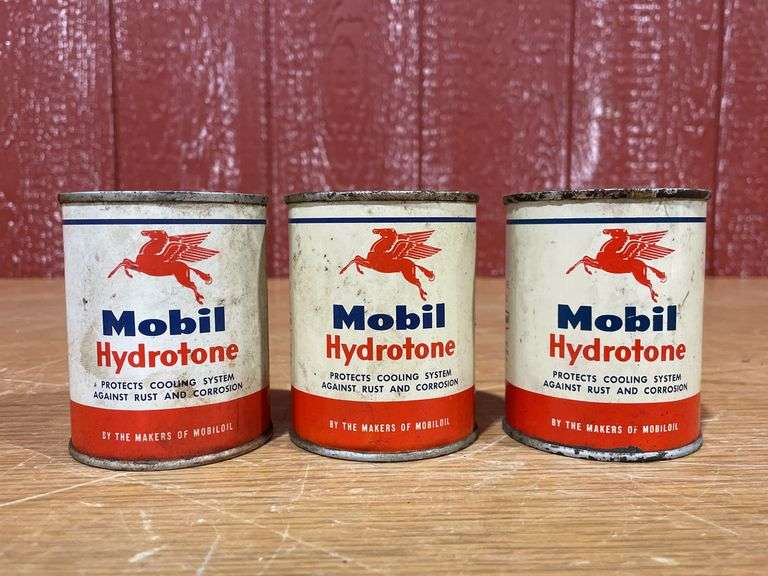 Mobil
Hydrotone
PROTECTS COOLING SYSTEM
AGAINST RUST AND CORROSION
BY THE MAKERS OF MOBILOIL
Mobil
Hydrotone
PROTECTS COOLING SYSTEM
AGAINST RUST AND CORROSION
BY THE MAKERS OF MOBILOIL
Mobil
Hydrotone
PROTECTS COOLING SYSTEM
AGAINST RUST AND CORROSION
BY THE MAKERS OF MOBILOIL